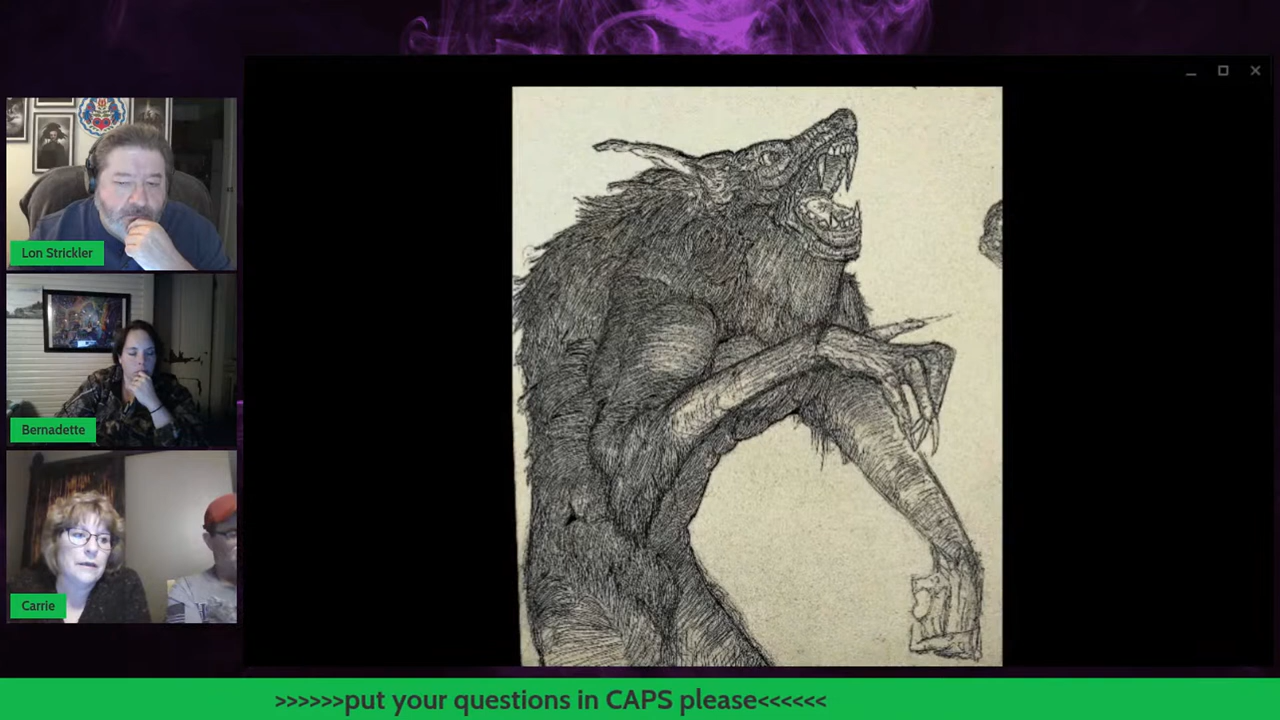 Lon Strickler
Bernadette
Carrie
>>>>>>put your questions in CAPS please<<<<<<